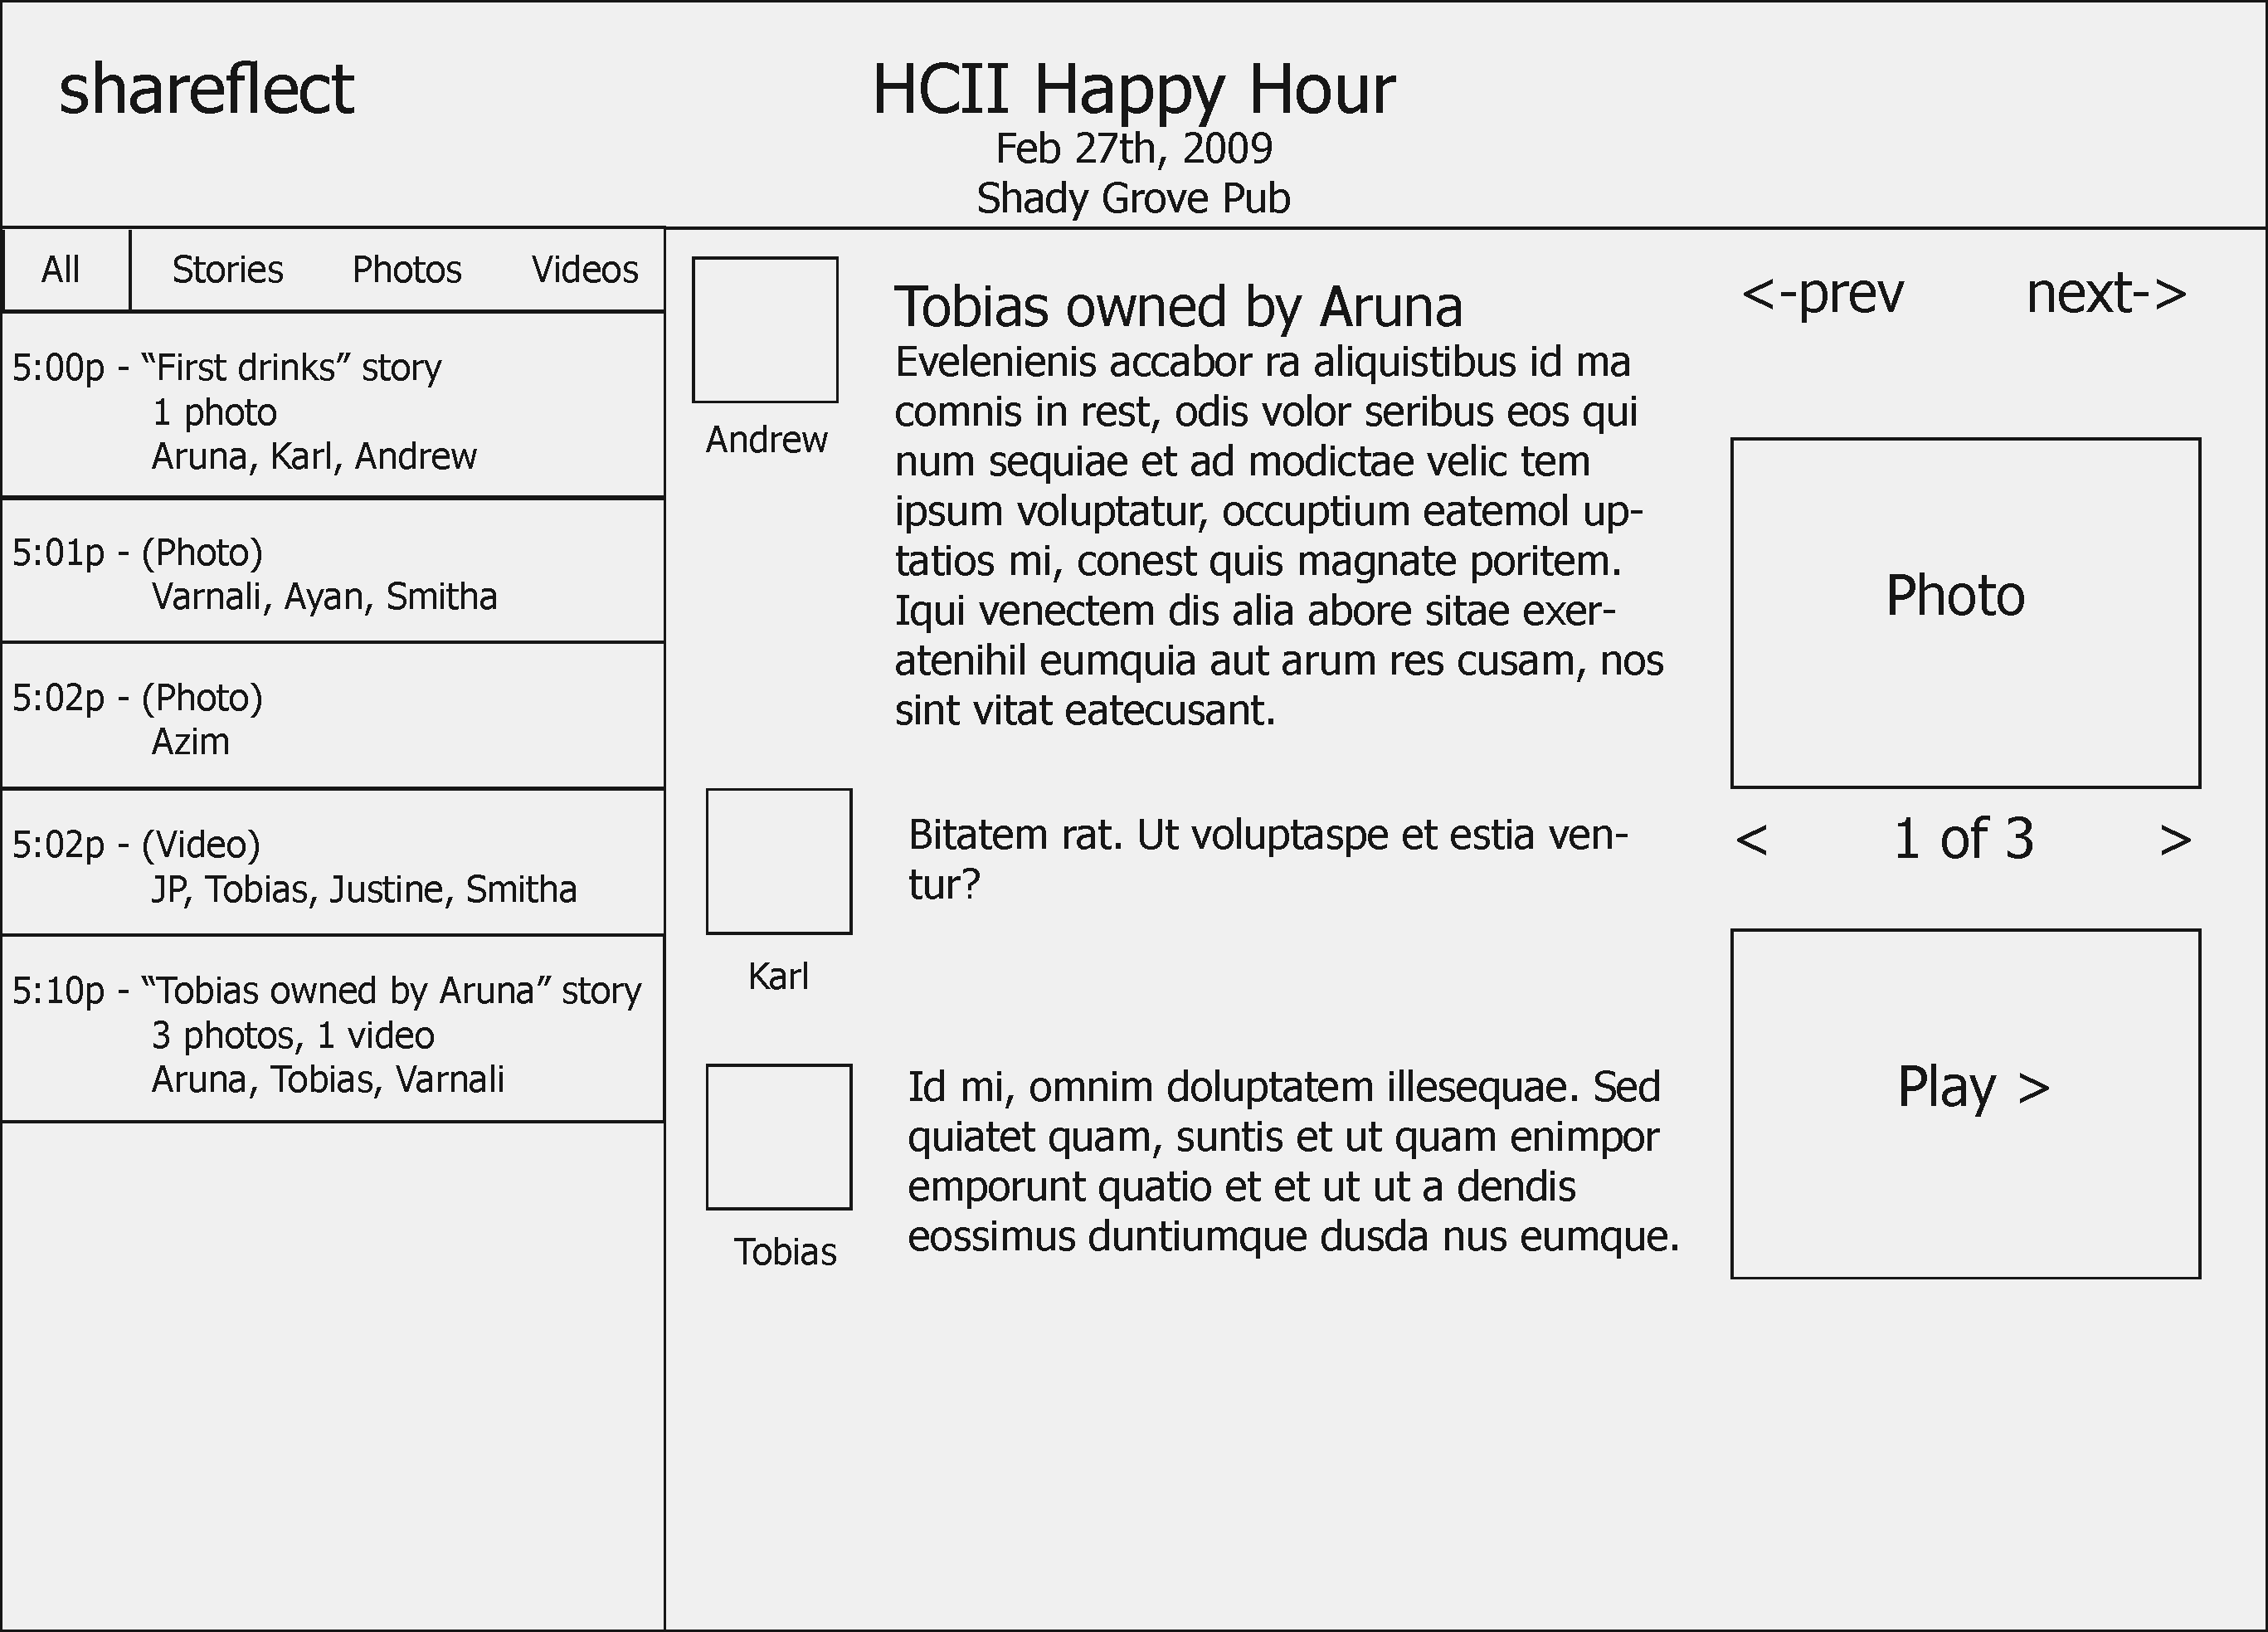 shareflect
HCII Happy Hour
Feb 27th, 2009
Shady Grove Pub
All Stories Photos Videos
5:00p - “First drinks” story
1 photo
Aruna, Karl, Andrew
5:01p - (Photo)
Varnali, Ayan, Smitha
5:02p - (Photo)
Azim
5:02p - (Video)
JP, Tobias, Justine, Smitha
5:10p - “Tobias owned by Aruna” story
3 photos, 1 video
Aruna, Tobias, Varnali
Andrew
Tobias owned by Aruna
Evelenienis accabor ra aliquistibus id ma
comnis in rest, odis volor seribus eos qui
num sequiae et ad modictae velic tem
ipsum voluptatur, occuptium eatemol up-
tatios mi, conest quis magnate poritem.
Iqui venectem dis alia abore sitae exer-
atenihil eumquia aut arum res cusam, nos
sint vitat eatecusant.
Karl
Bitatem rat. Ut voluptaspe et estia ven-
tur?
Tobias
Id mi, omnim doluptatem illesequae. Sed
quiatet quam, suntis et ut quam enimpor
emporunt quatio et et ut ut a dendis
eossimus duntiumque dusda nus eumque.
<-prev next->
Photo
< 1 of 3 >
Play >